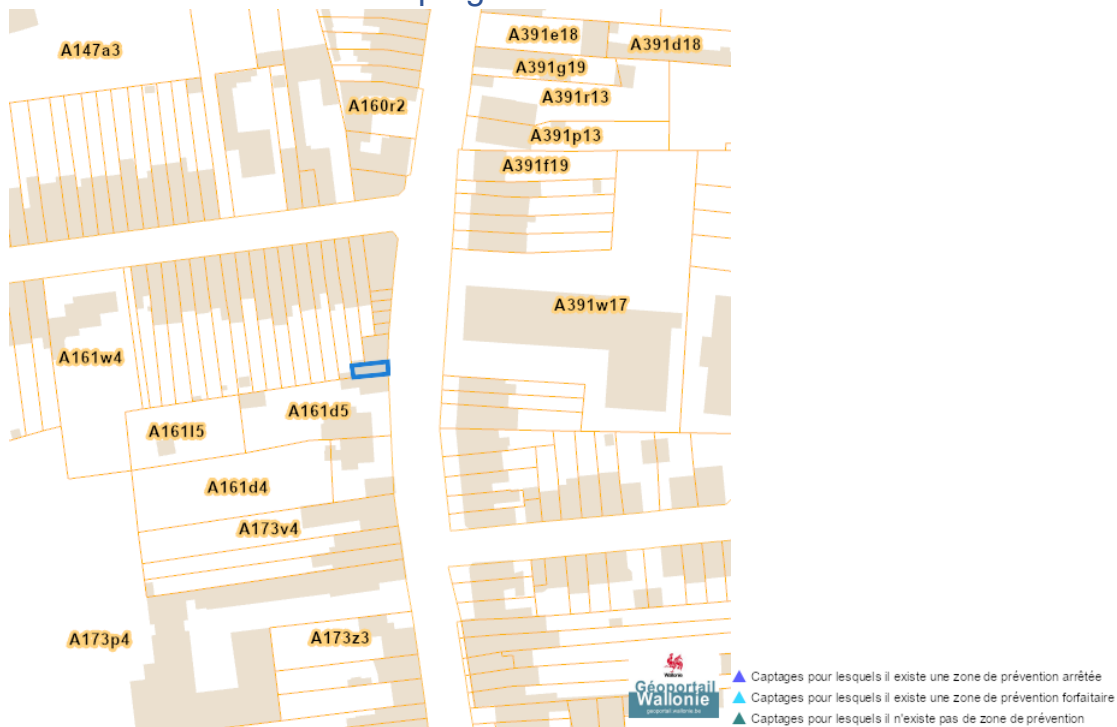 A147a3
A391e18
A391d18
A391g19
A391r13
A160r2
A391p13
A391f19
A391w17
A161w4
A161d5
A161l5
A161d4
A173v4
A173p4
A173z3
Wallonie
Géoportail
Wallonie
geoportail.wallonie.be
Captages pour lesquels il existe une zone de prévention arrêtée
Captages pour lesquels il existe une zone de prévention forfaitaire
Captages pour lesquels il n'existe pas de zone de prévention